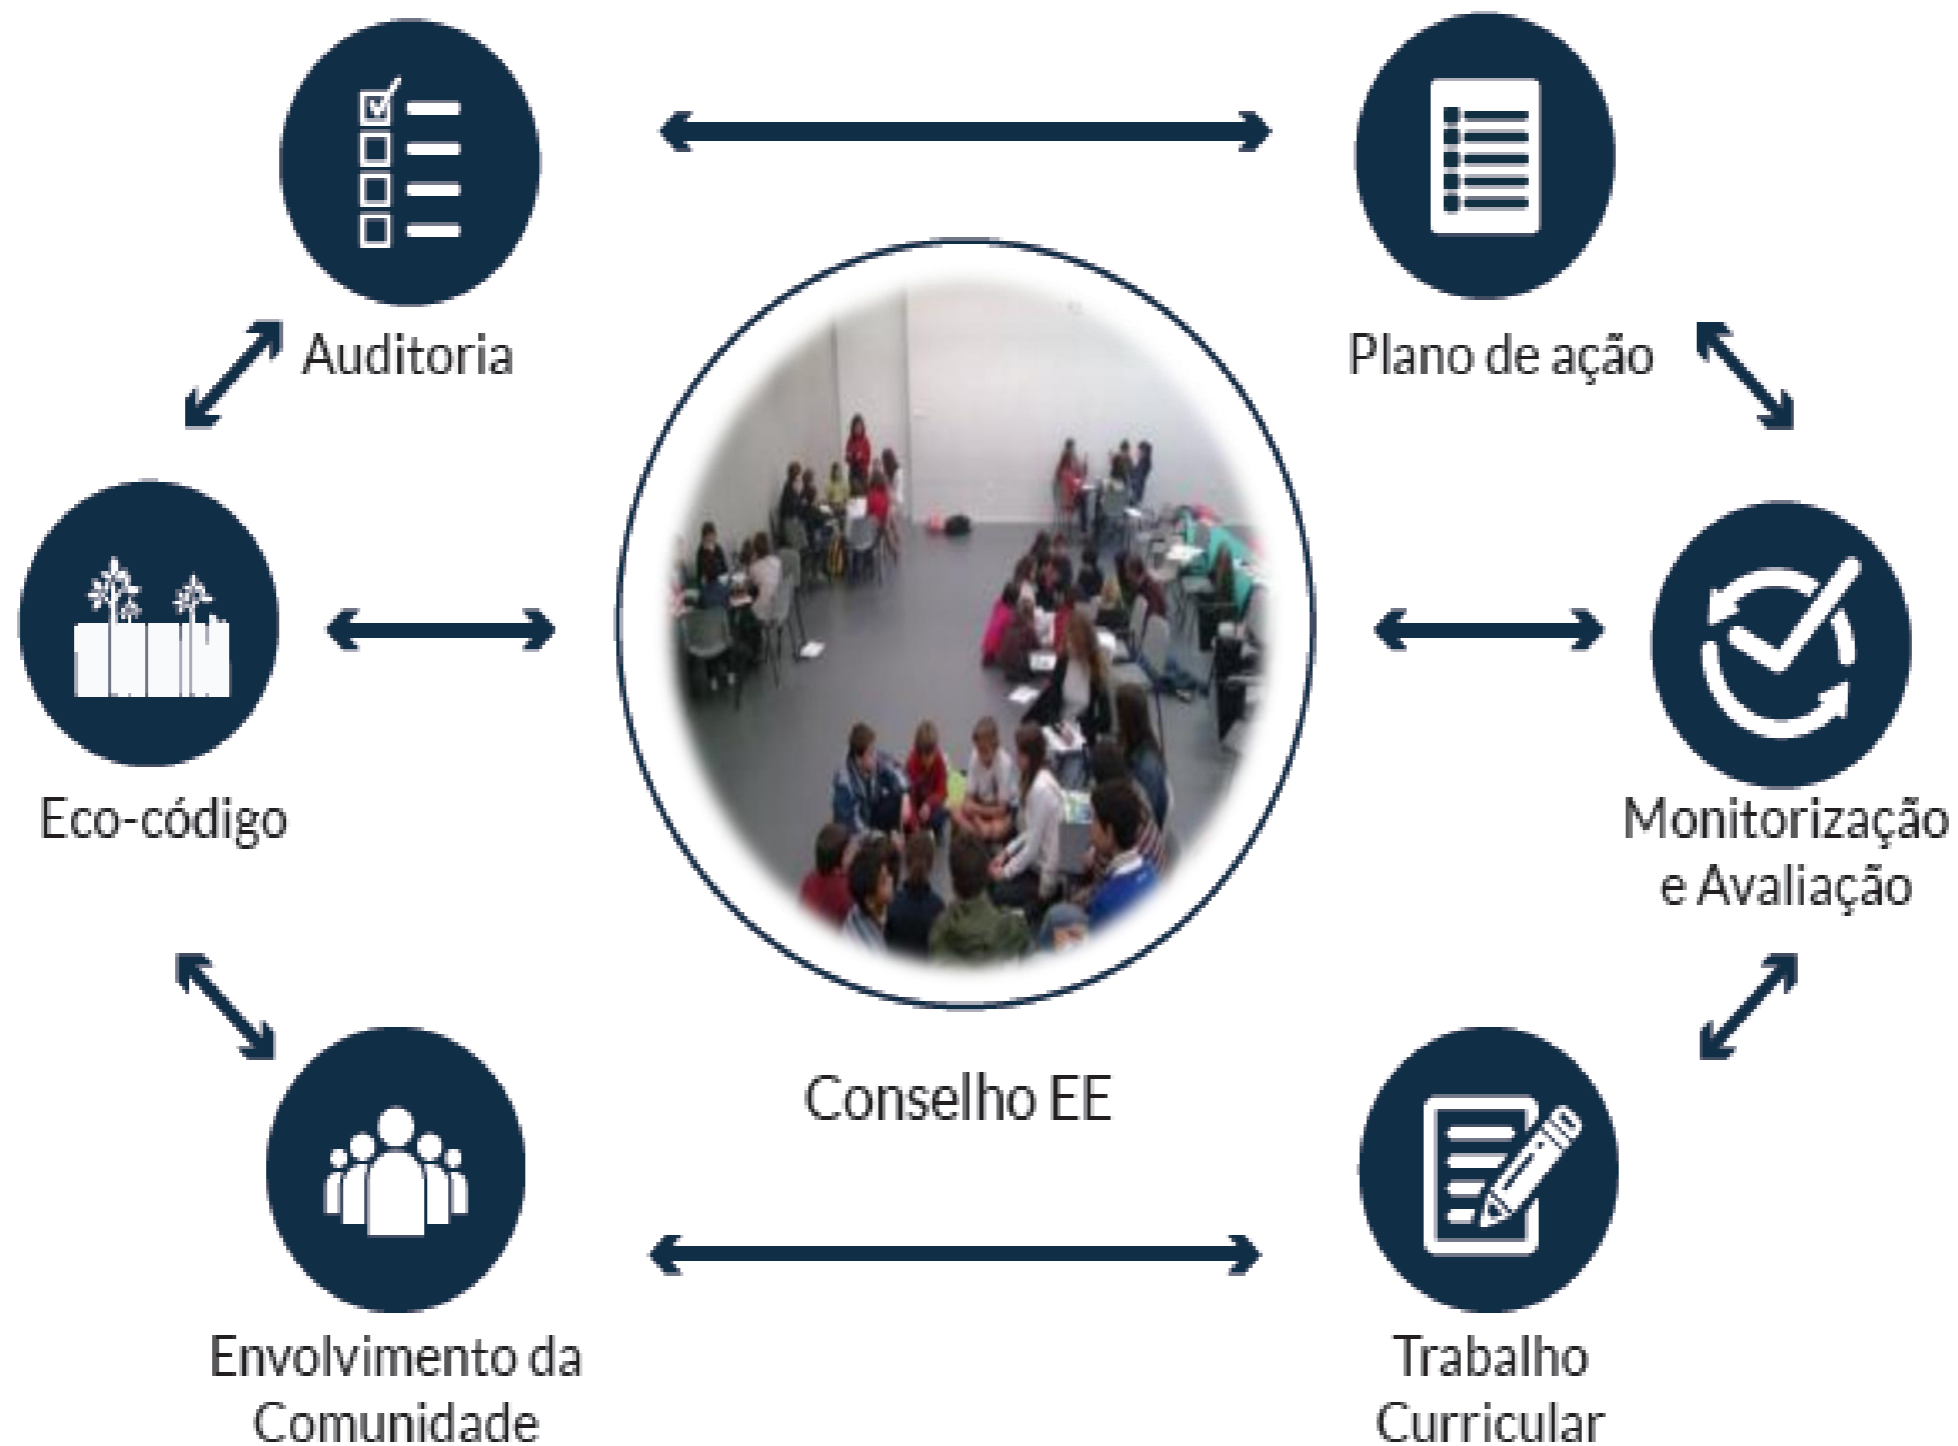 Auditoria
Plano de ação
Eco-código
Monitorização
e Avaliação
Conselho EE
Envolvimento da
Comunidade
Trabalho
Curricular